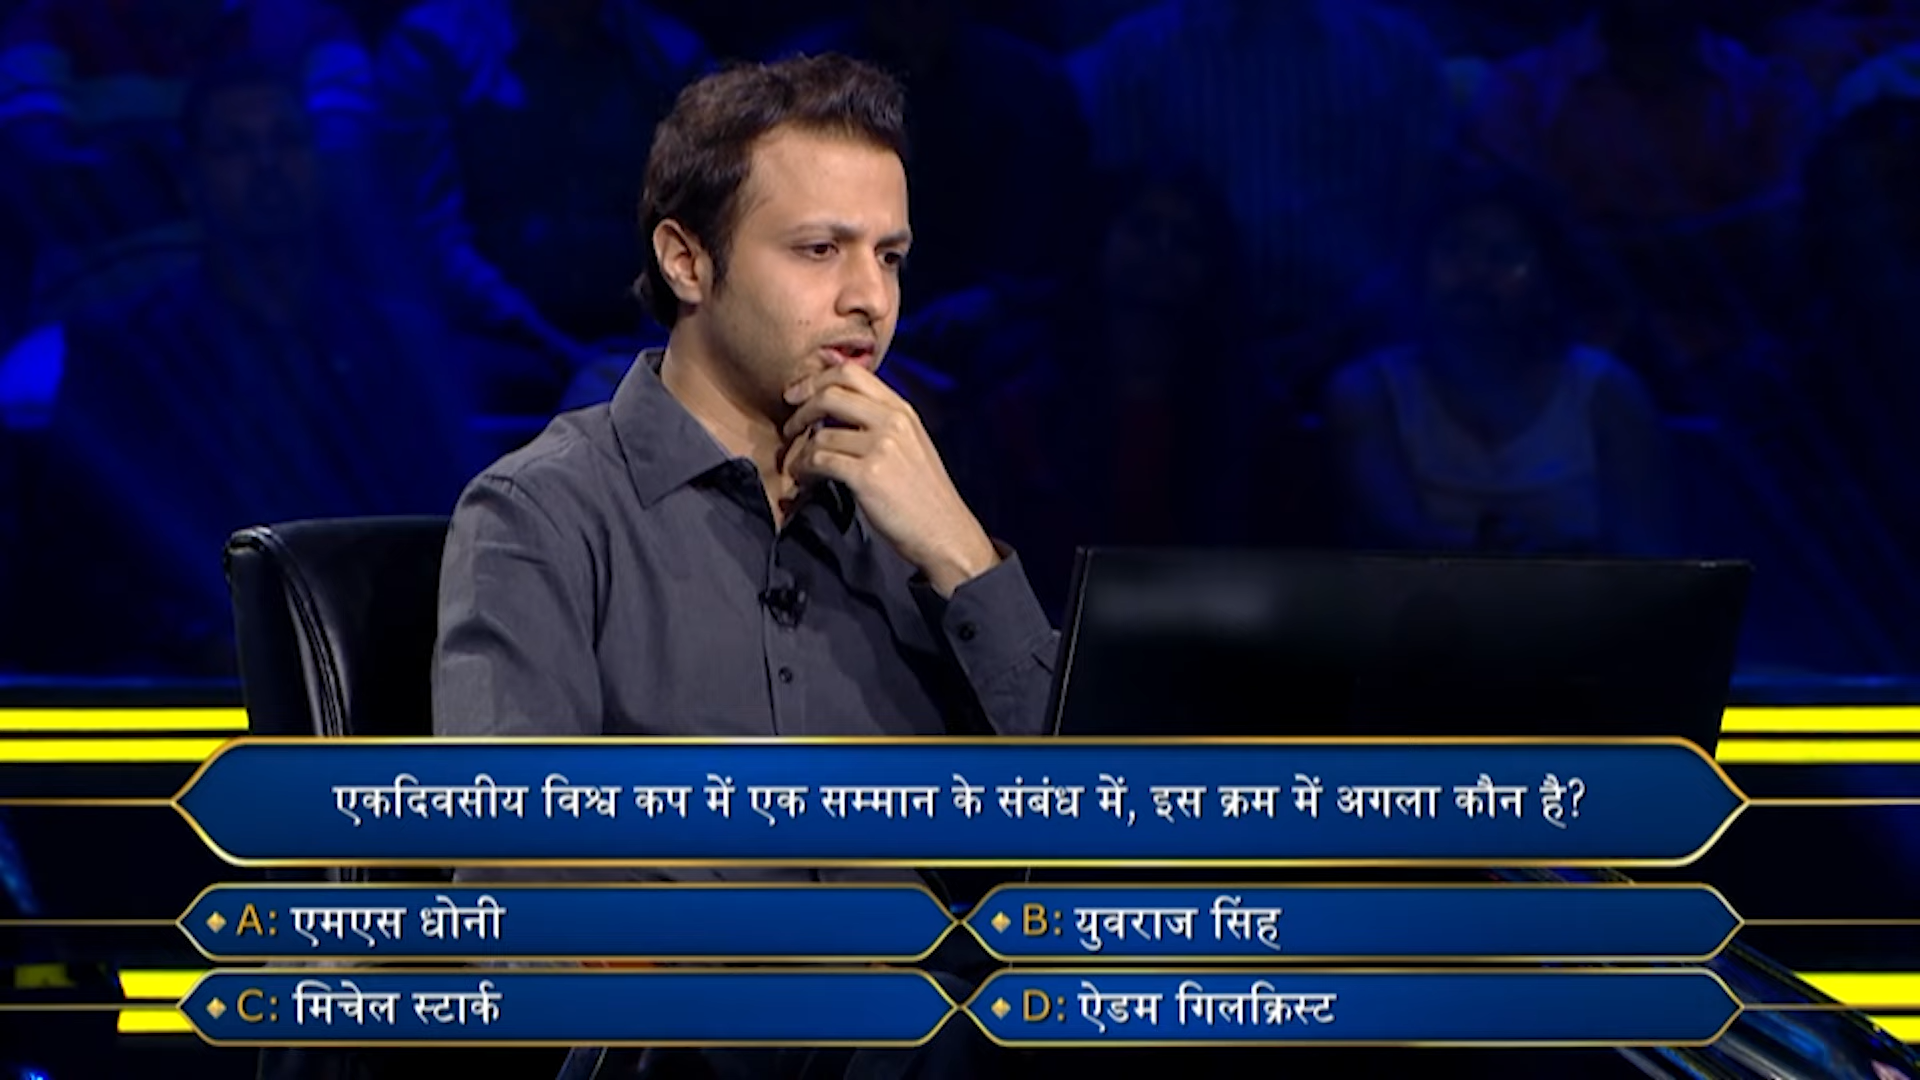 एकदिवसीय विश्व कप में एक सम्मान के संबंध में, इस क्रम में अगला कौन है?
A: एमएस धोनी
B: युवराज सिंह
C: मिचेल स्टार्क
D: ऐडम गिलक्रिस्ट